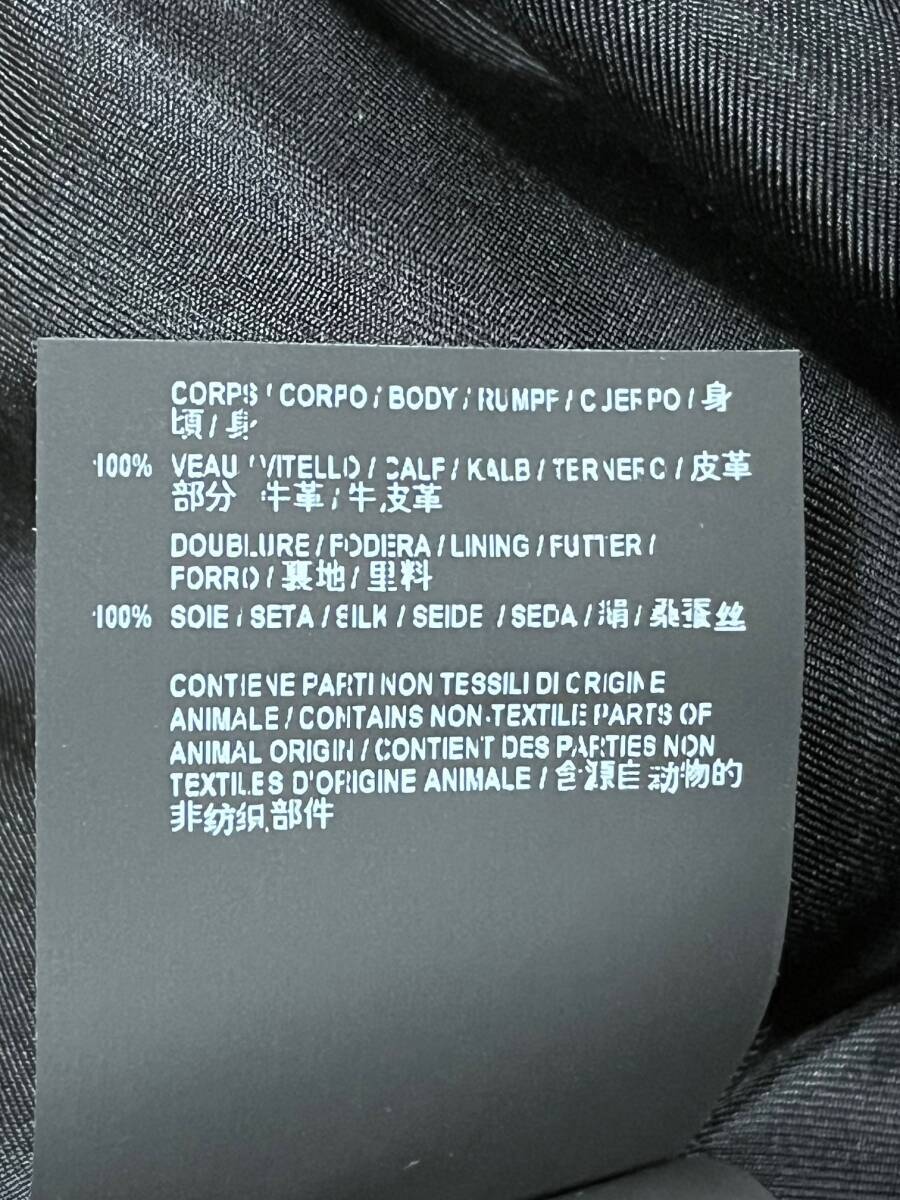 CORPS / CORPO / BODY / RUMPF / CUERPO / 身
頃 / 身
100% VEAU / VITELLO / CALF / KALB / TERNERO / 皮革
部分 牛革 / 牛皮革
DOUBLURE / FODERA / LINING / FUTTER /
FORRO / 裏地 / 里料
100% SOIE / SETA / SILK / SEIDE / SEDA / 絹 / 桑蚕丝
CONTIENE PARTI NON TESSILI DI ORIGINE
ANIMALE / CONTAINS NON-TEXTILE PARTS OF
ANIMAL ORIGIN / CONTIENT DES PARTIES NON
TEXTILES D'ORIGINE ANIMALE / 含源自动物的
非纺织部件